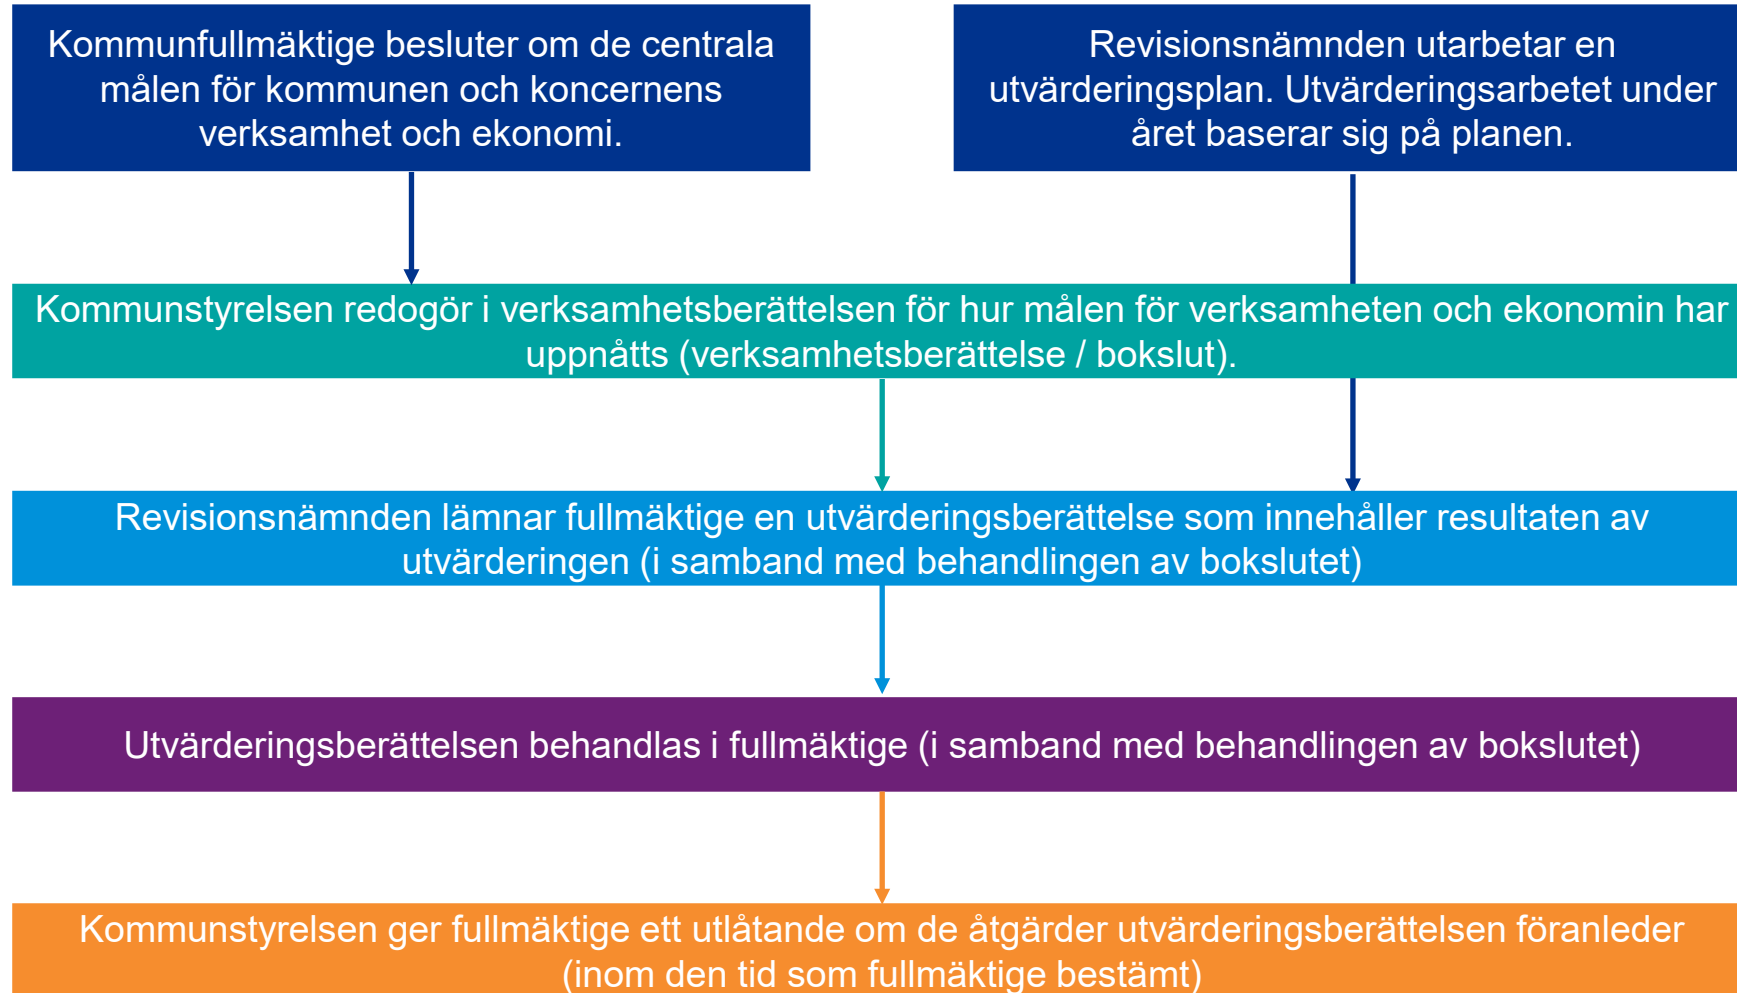 Kommunfullmäktige besluter om de centrala
målen för kommunen och koncernens
verksamhet och ekonomi.
Revisionsnämnden utarbetar en
utvärderingsplan. Utvärderingsarbetet under
året baserar sig på planen.
Kommunstyrelsen redogör i verksamhetsberättelsen för hur målen för verksamheten och ekonomin har
uppnåtts (verksamhetsberättelse / bokslut).
Revisionsnämnden lämnar fullmäktige en utvärderingsberättelse som innehåller resultaten av
utvärderingen (i samband med behandlingen av bokslutet)
Utvärderingsberättelsen behandlas i fullmäktige (i samband med behandlingen av bokslutet)
Kommunstyrelsen ger fullmäktige ett utlåtande om de åtgärder utvärderingsberättelsen föranleder
(inom den tid som fullmäktige bestämt)